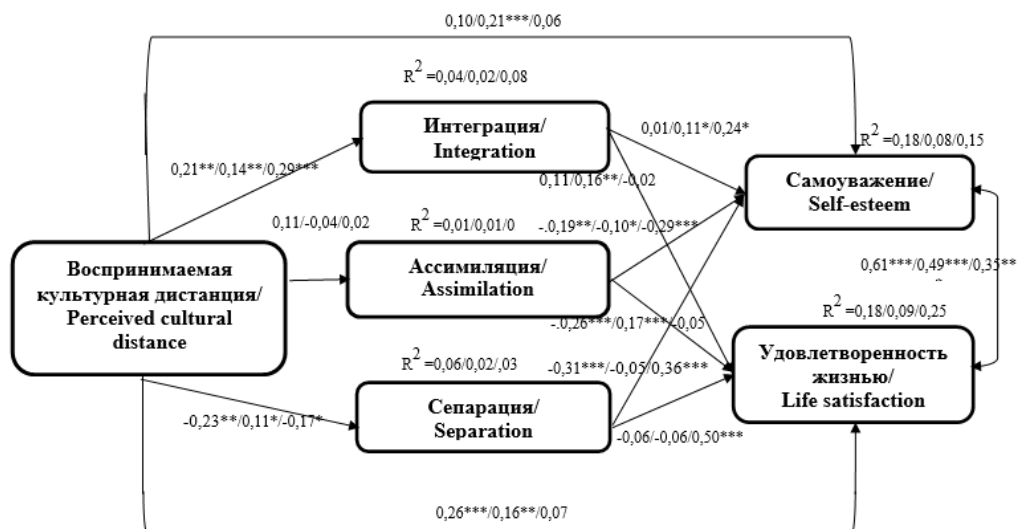 0,10/0,21***/0,06
R2 =0,04/0,02/0,08
Интеграция/
Integration
0,01/0,11*/0,24*
R2 =0,18/0,08/0,15
0,21**/0,14**/0,29***
0,11/0,16**/-0,02
Самоуважение/
Self-esteem
0,11/-0,04/0,02
R2 =0,01/0,01/0
-.0,19**/-0,10*/-0,29***
Воспринимаемая
культурная дистанция/
Perceived cultural
distance
Ассимиляция/
Assimilation
0,61***/0,49***/0,35**
-.0,26***/0,17***/-0,05
R2 =0,18/0,09/0,25
R2 =0,06/0,02/,03
-0,31***/-0,05/0,36***
Удовлетворенность
жизнью/
Life satisfaction
-0,23**/0,11*/-0,17*
Сепарация/
Separation
-0,06/-0,06/0,50***
0,26***/0,16**/0,07